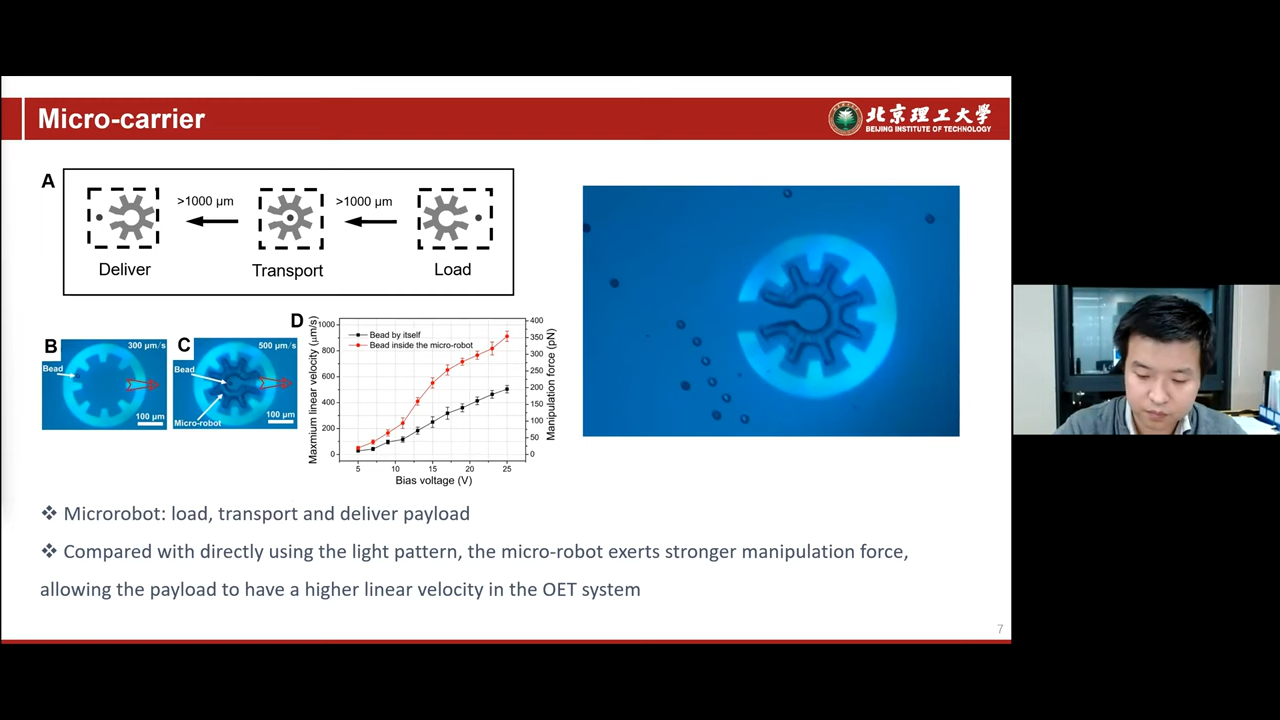 Micro-carrier
北京理工大学
BEIJING INSTITUTE OF TECHNOLOGY
A
>1000 μm
>1000 μm
Deliver
Transport
Load
B
300 μm/s
Bead
100 μm
C
500 μm/s
Bead
Micro-robot
100 μm
D
Maxmium linear velocity (μm/s)
1000
800
600
400
200
0
Bead by itself
Bead inside the micro-robot
400
350
300
250
200
150
100
50
0
Manipulation force (pN)
5 10 15 20 25
Bias voltage (V)
❖ Microrobot: load, transport and deliver payload
❖ Compared with directly using the light pattern, the micro-robot exerts stronger manipulation force,
allowing the payload to have a higher linear velocity in the OET system
7